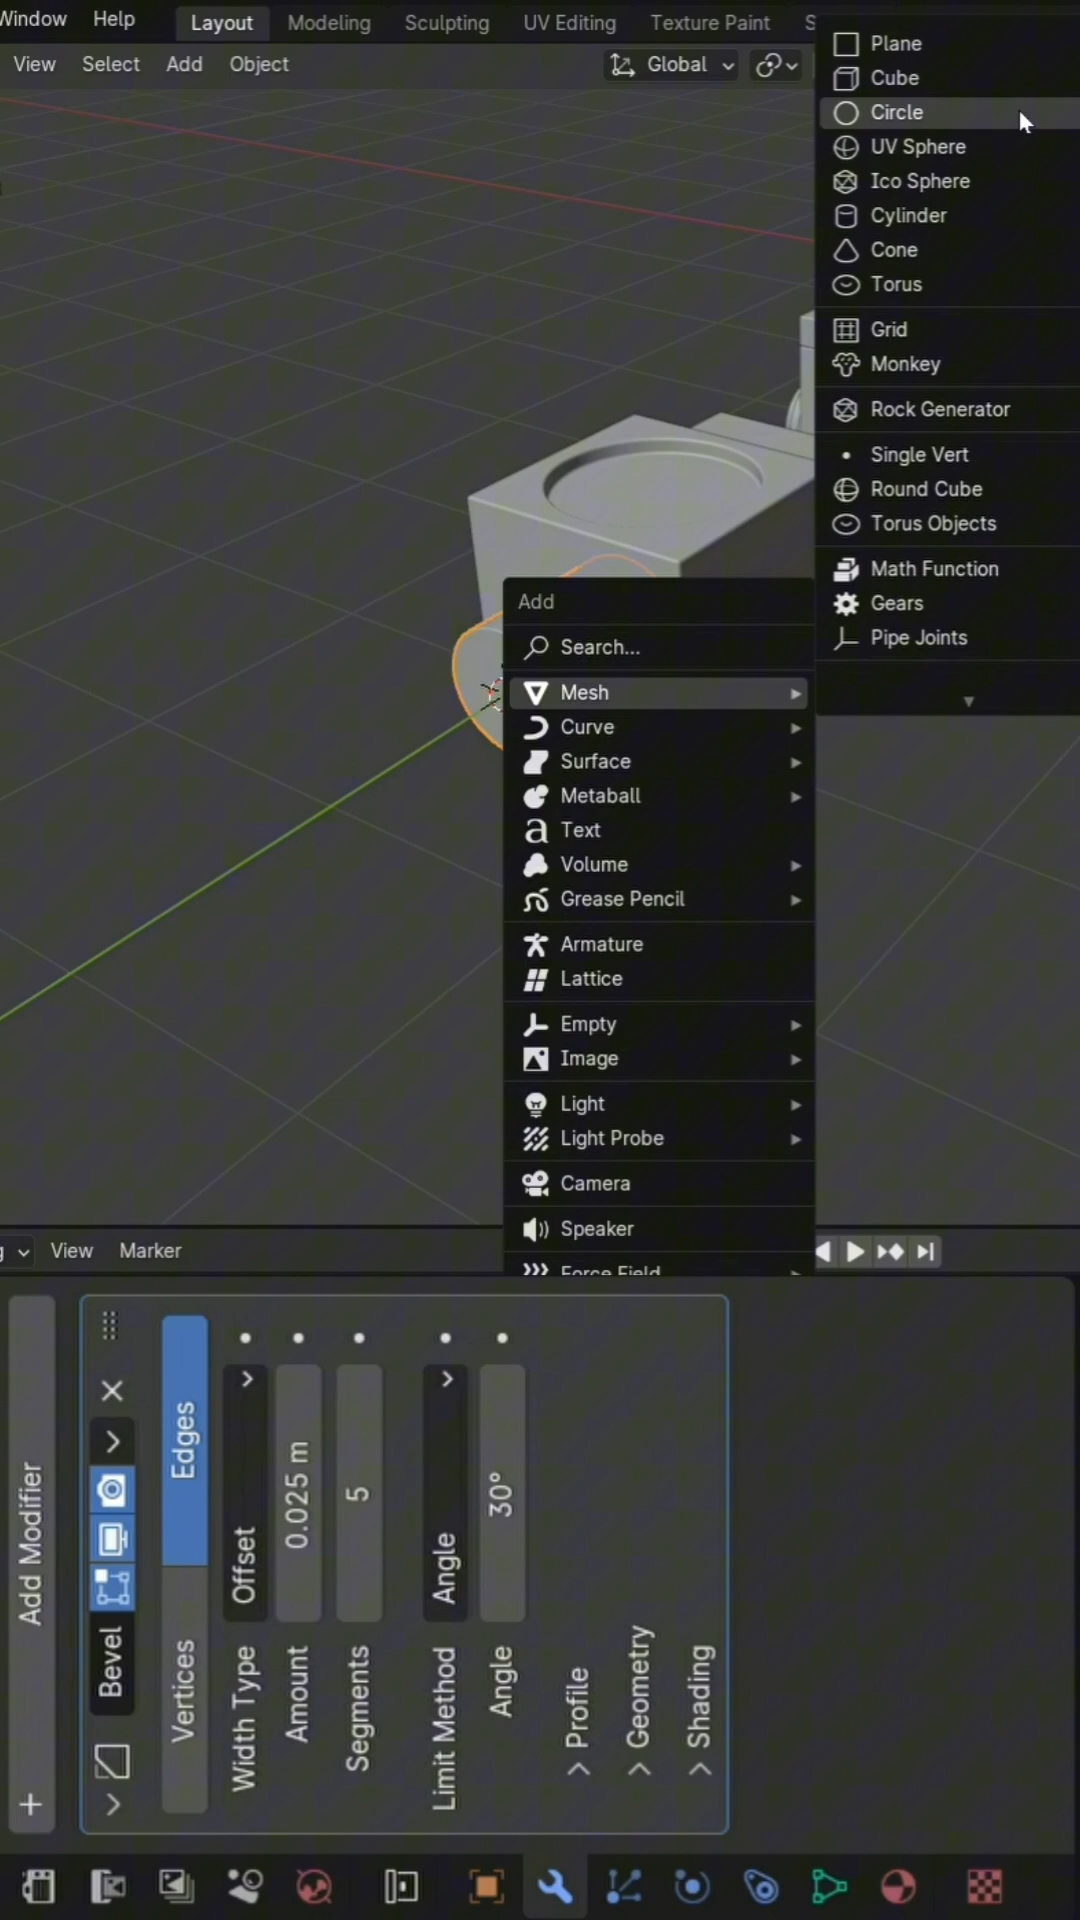 Window Help Layout Modeling Sculpting UV Editing Texture Paint S
View Select Add Object Global
Plane
Cube
Circle
UV Sphere
Ico Sphere
Cylinder
Cone
Torus
Grid
Monkey
Rock Generator
Single Vert
Round Cube
Torus Objects
Math Function
Gears
Pipe Joints
Add
Search...
Mesh
Curve
Surface
Metaball
Text
Volume
Grease Pencil
Armature
Lattice
Empty
Image
Light
Light Probe
Camera
Speaker
Force Field
g View Marker
Add Modifier
Bevel
Vertices Edges
Width Type Offset
Amount 0.025 m
Segments 5
Limit Method Angle
Angle 30°
Profile
Geometry
Shading